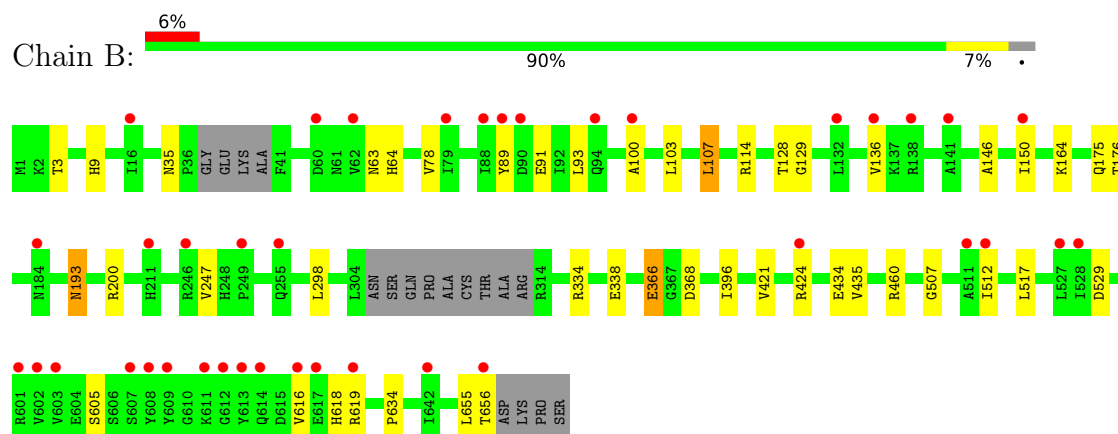 6%
Chain B:
90% 7% •
M1 K2 T3 H9 I16 N35 P36 GLY GLU LYS ALA F41 D60 N61 V62 N63 H64 V78 I79 I88 Y89 D90 E91 I92 L93 Q94 A100 L103 L107 R114 T128 G129 L132 V136 K137 R138 A141 A146 I150 K164 Q175 T176
N184 N193 R200 H211 R246 V247 H248 P249 Q255 L298 L304 ASN SER GLN PRO ALA CYS THR ALA ARG R314 R334 E338 E366 G367 D368 I396 V421 R424 E434 V435 R460 G507 A511 I512 L517 L527 I528 D529
R601 V602 V603 E604 S605 S606 S607 Y608 Y609 G610 K611 G612 Y613 Q614 D615 V616 E617 H618 R619 P634 I642 L655 T656 ASP LYS PRO SER